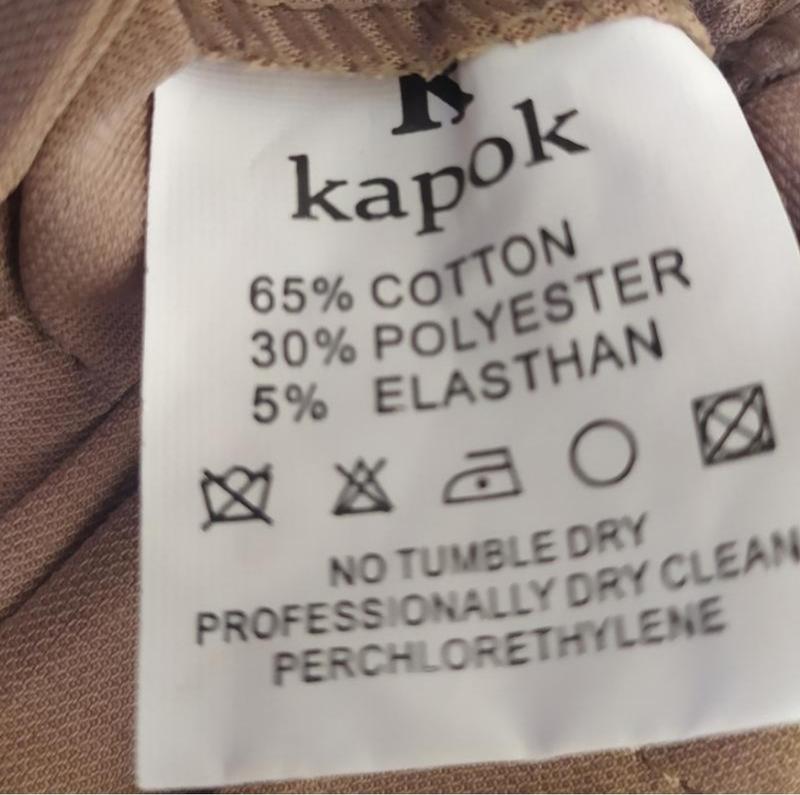 K
kapok
65% COTTON
30% POLYESTER
5% ELASTHAN
NO TUMBLE DRY
PROFESSIONALLY DRY CLEAN
PERCHLORETHYLENE